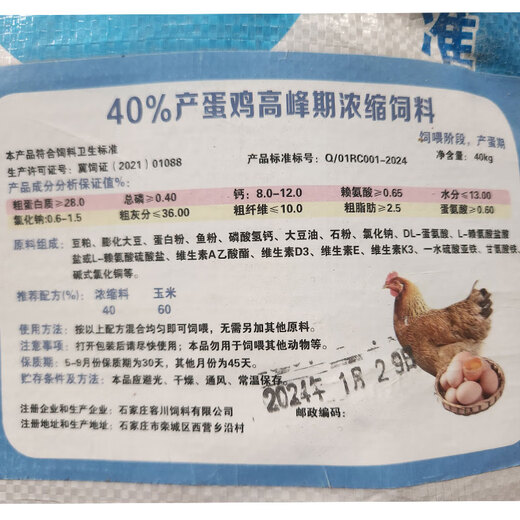 准
40%产蛋鸡高峰期浓缩饲料
饲喂阶段：产蛋期
本产品符合饲料卫生标准
生产许可证号：冀饲证（2021）01088
产品标准标号：Q/01RC001-2024
净含量：40kg
产品成分分析保证值%：
粗蛋白质≥28.0 总磷≥0.40 钙：8.0-12.0 赖氨酸≥0.65 水分≤13.00
氯化钠:0.6-1.5 粗灰分≤36.00 粗纤维≤10.0 粗脂肪≥2.5 蛋氨酸≥0.60
原料组成：豆粕、膨化大豆、蛋白粉、鱼粉、磷酸氢钙、大豆油、石粉、氯化钠、DL-蛋氨酸、L-赖氨酸盐酸
盐或L-赖氨酸硫酸盐、维生素A乙酸酯、维生素D3、维生素E、维生素K3、一水硫酸亚铁、甘氨酸铁、
碱式氯化铜等。
推荐配方(%)：浓缩料 玉米
40 60
使用方法：按以上配方混合均匀即可饲喂，无需另加其他原料。
注意事项：打开包装后请尽快使用；本品勿用于饲喂其他动物等。
保质期：5-9月份保质期为30天，其他月份为45天。
贮存条件及方法：本品应避光、干燥、通风、常温保存。
2024年1月29日
注册企业和生产企业：石家庄容川饲料有限公司
邮政编码：
注册地址和生产地址：石家庄市栾城区西营乡沿村